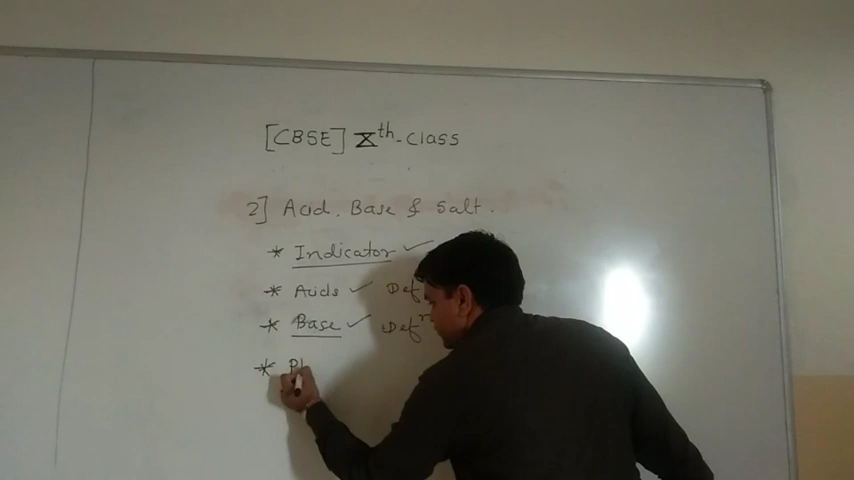 [CBSE] Xth-Class
2] Acid, Base & Salt.
* Indicator ✓
* Acids ✓ Def
* Base ✓ Defn
* P